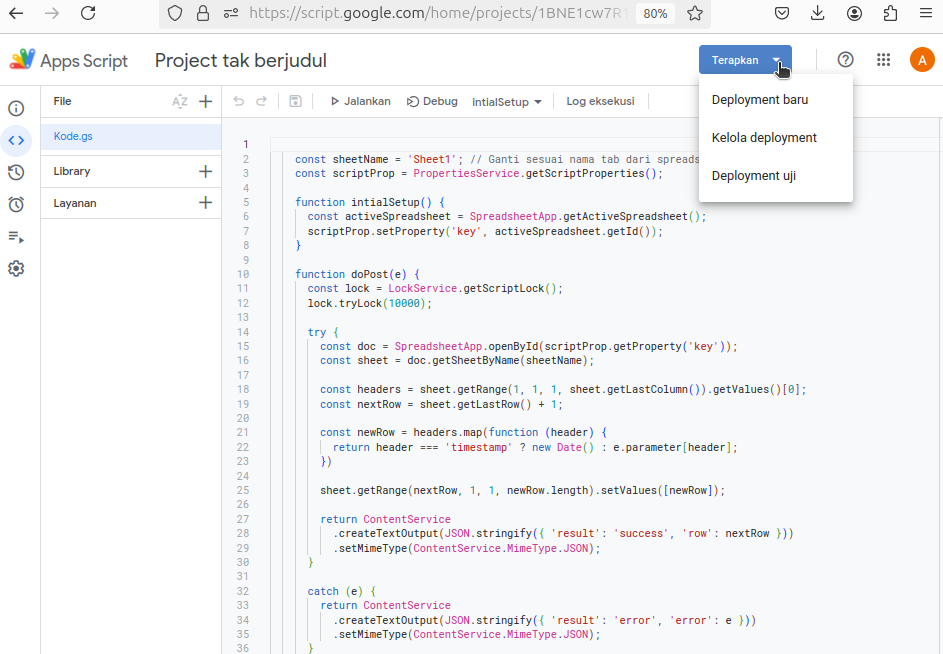 https://script.google.com/home/projects/1BNE1cw7R1
80%
Apps Script
Project tak berjudul
Terapkan
A
Deployment baru
Kelola deployment
Deployment uji
File
AZ
Jalankan
Debug
intialSetup
Log eksekusi
Kode.gs
Library
Layanan
1
2 const sheetName = 'Sheet1'; // Ganti sesuai nama tab dari spreads
3 const scriptProp = PropertiesService.getScriptProperties();
4
5 function intialSetup() {
6 const activeSpreadsheet = SpreadsheetApp.getActiveSpreadsheet();
7 scriptProp.setProperty('key', activeSpreadsheet.getId());
8 }
9
10 function doPost(e) {
11 const lock = LockService.getScriptLock();
12 lock.tryLock(10000);
13
14 try {
15 const doc = SpreadsheetApp.openById(scriptProp.getProperty('key'));
16 const sheet = doc.getSheetByName(sheetName);
17
18 const headers = sheet.getRange(1, 1, 1, sheet.getLastColumn()).getValues()[0];
19 const nextRow = sheet.getLastRow() + 1;
20
21 const newRow = headers.map(function (header) {
22 return header === 'timestamp' ? new Date() : e.parameter[header];
23 })
24
25 sheet.getRange(nextRow, 1, 1, newRow.length).setValues([newRow]);
26
27 return ContentService
28 .createTextOutput(JSON.stringify({ 'result': 'success', 'row': nextRow }))
29 .setMimeType(ContentService.MimeType.JSON);
30 }
31
32 catch (e) {
33 return ContentService
34 .createTextOutput(JSON.stringify({ 'result': 'error', 'error': e }))
35 .setMimeType(ContentService.MimeType.JSON);
36 }